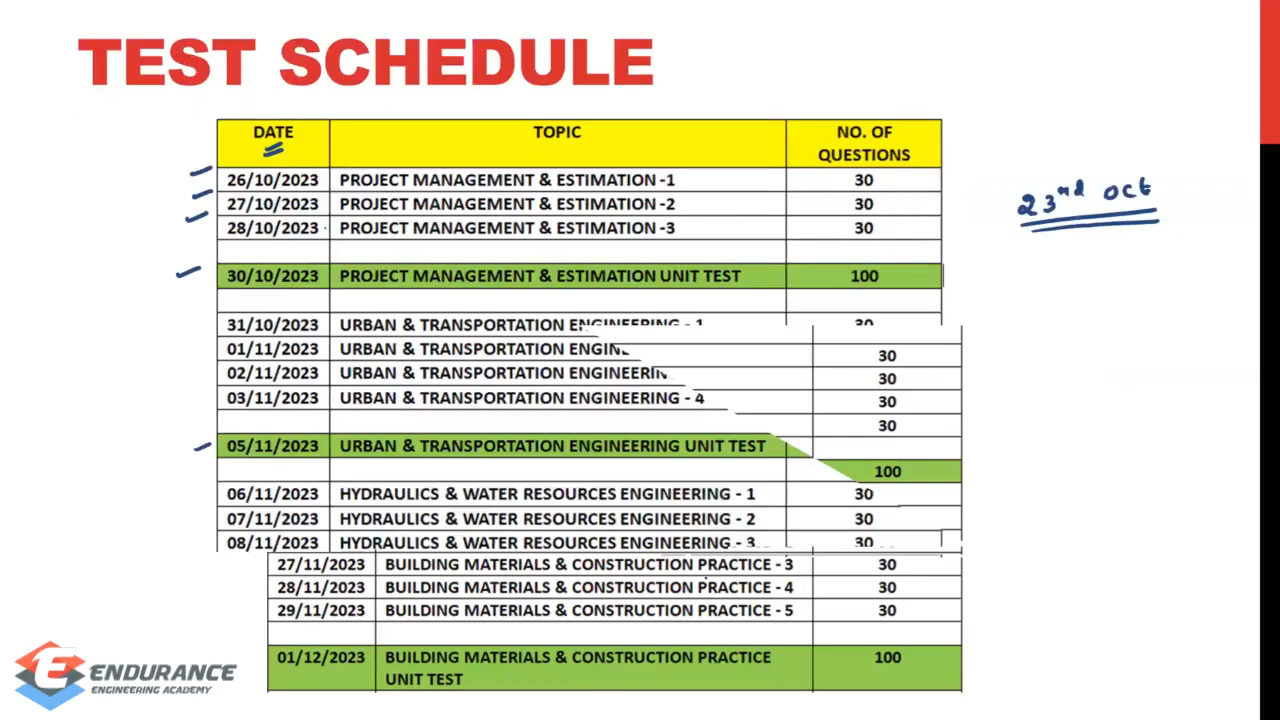 TEST SCHEDULE
DATE TOPIC NO. OF QUESTIONS
26/10/2023 PROJECT MANAGEMENT & ESTIMATION -1 30
27/10/2023 PROJECT MANAGEMENT & ESTIMATION -2 30
28/10/2023 PROJECT MANAGEMENT & ESTIMATION -3 30
23nd oct
30/10/2023 PROJECT MANAGEMENT & ESTIMATION UNIT TEST 100
31/10/2023 URBAN & TRANSPORTATION ENGINEERING - 1 30
01/11/2023 URBAN & TRANSPORTATION 30
02/11/2023 URBAN & TRANSPORTATION 30
03/11/2023 URBAN & TRANSPORTATION ENGINEERING - 4 30
30
05/11/2023 URBAN & TRANSPORTATION ENGINEERING UNIT TEST
100
06/11/2023 HYDRAULICS & WATER RESOURCES ENGINEERING - 1 30
07/11/2023 HYDRAULICS & WATER RESOURCES ENGINEERING - 2 30
08/11/2023 HYDRAULICS & WATER RESOURCES ENGINEERING - 3 30
27/11/2023 BUILDING MATERIALS & CONSTRUCTION PRACTICE - 3 30
28/11/2023 BUILDING MATERIALS & CONSTRUCTION PRACTICE - 4 30
29/11/2023 BUILDING MATERIALS & CONSTRUCTION PRACTICE - 5 30
01/12/2023 BUILDING MATERIALS & CONSTRUCTION PRACTICE 100
UNIT TEST
ENDURANCE
ENGINEERING ACADEMY